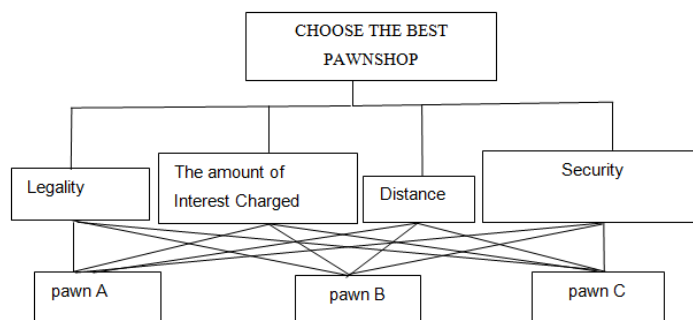 CHOOSE THE BEST
PAWNSHOP
Legality
The amount of
Interest Charged
Distance
Security
pawn A
pawn B
pawn C